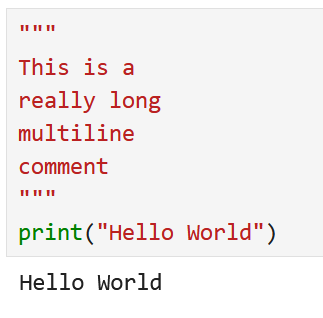 """
This is a
really long
multiline
comment
"""
print("Hello World")
Hello World